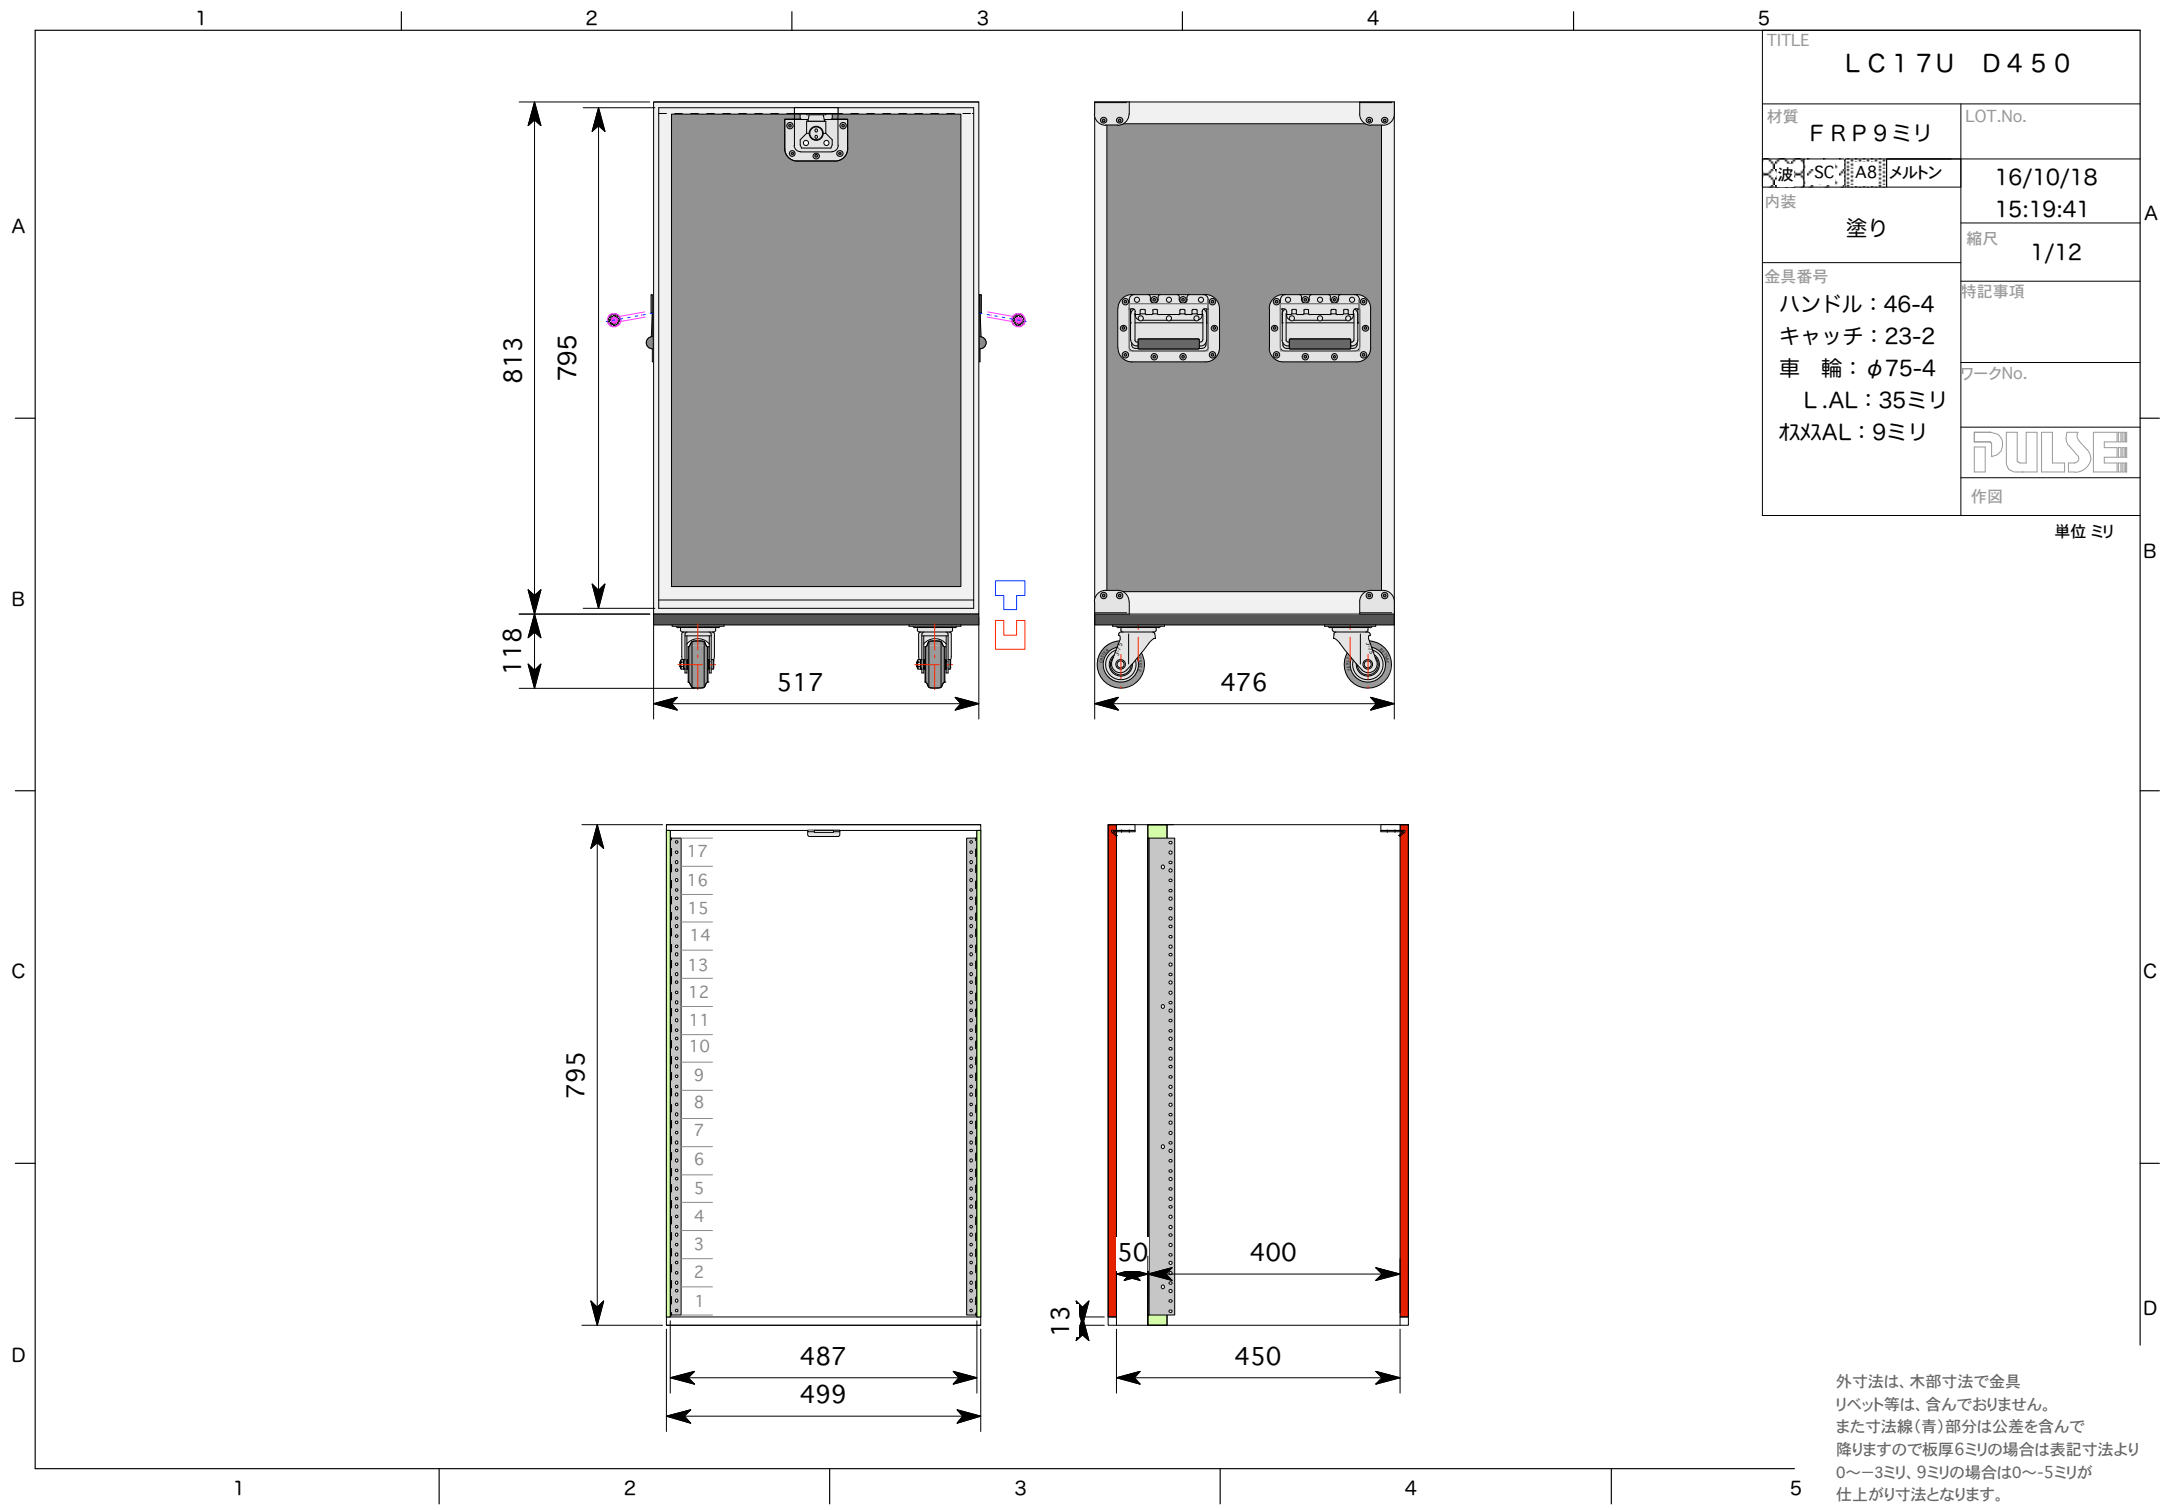 1 2 3 4 5
TITLE
LC17U D450
材質
FRP9ミリ
LOT.No.
波 SC A8 メルトン
16/10/18
15:19:41
内装
塗り
縮尺
1/12
金具番号
ハンドル：46-4
キャッチ：23-2
車 輪：φ75-4
L.AL：35ミリ
オスメスAL：9ミリ
特記事項
ワークNo.
PULSE
作図
単位 ミリ
A
A
B
B
C
C
D
D
813
795
118
517
476
795
17
16
15
14
13
12
11
10
9
8
7
6
5
4
3
2
1
487
499
50
400
13
450
外寸法は、木部寸法で金具
リベット等は、含んでおりません。
また寸法線（青）部分は公差を含んで
降りますので板厚6ミリの場合は表記寸法より
0～−3ミリ、9ミリの場合は0～-5ミリが
仕上がり寸法となります。
1 2 3 4 5